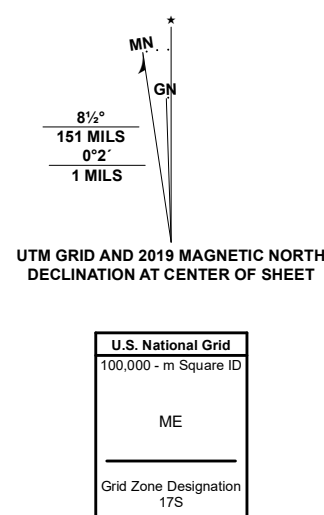 ★
MN
GN
8½°
151 MILS
0°2´
1 MILS
UTM GRID AND 2019 MAGNETIC NORTH
DECLINATION AT CENTER OF SHEET
U.S. National Grid
100,000 - m Square ID
ME
Grid Zone Designation
17S